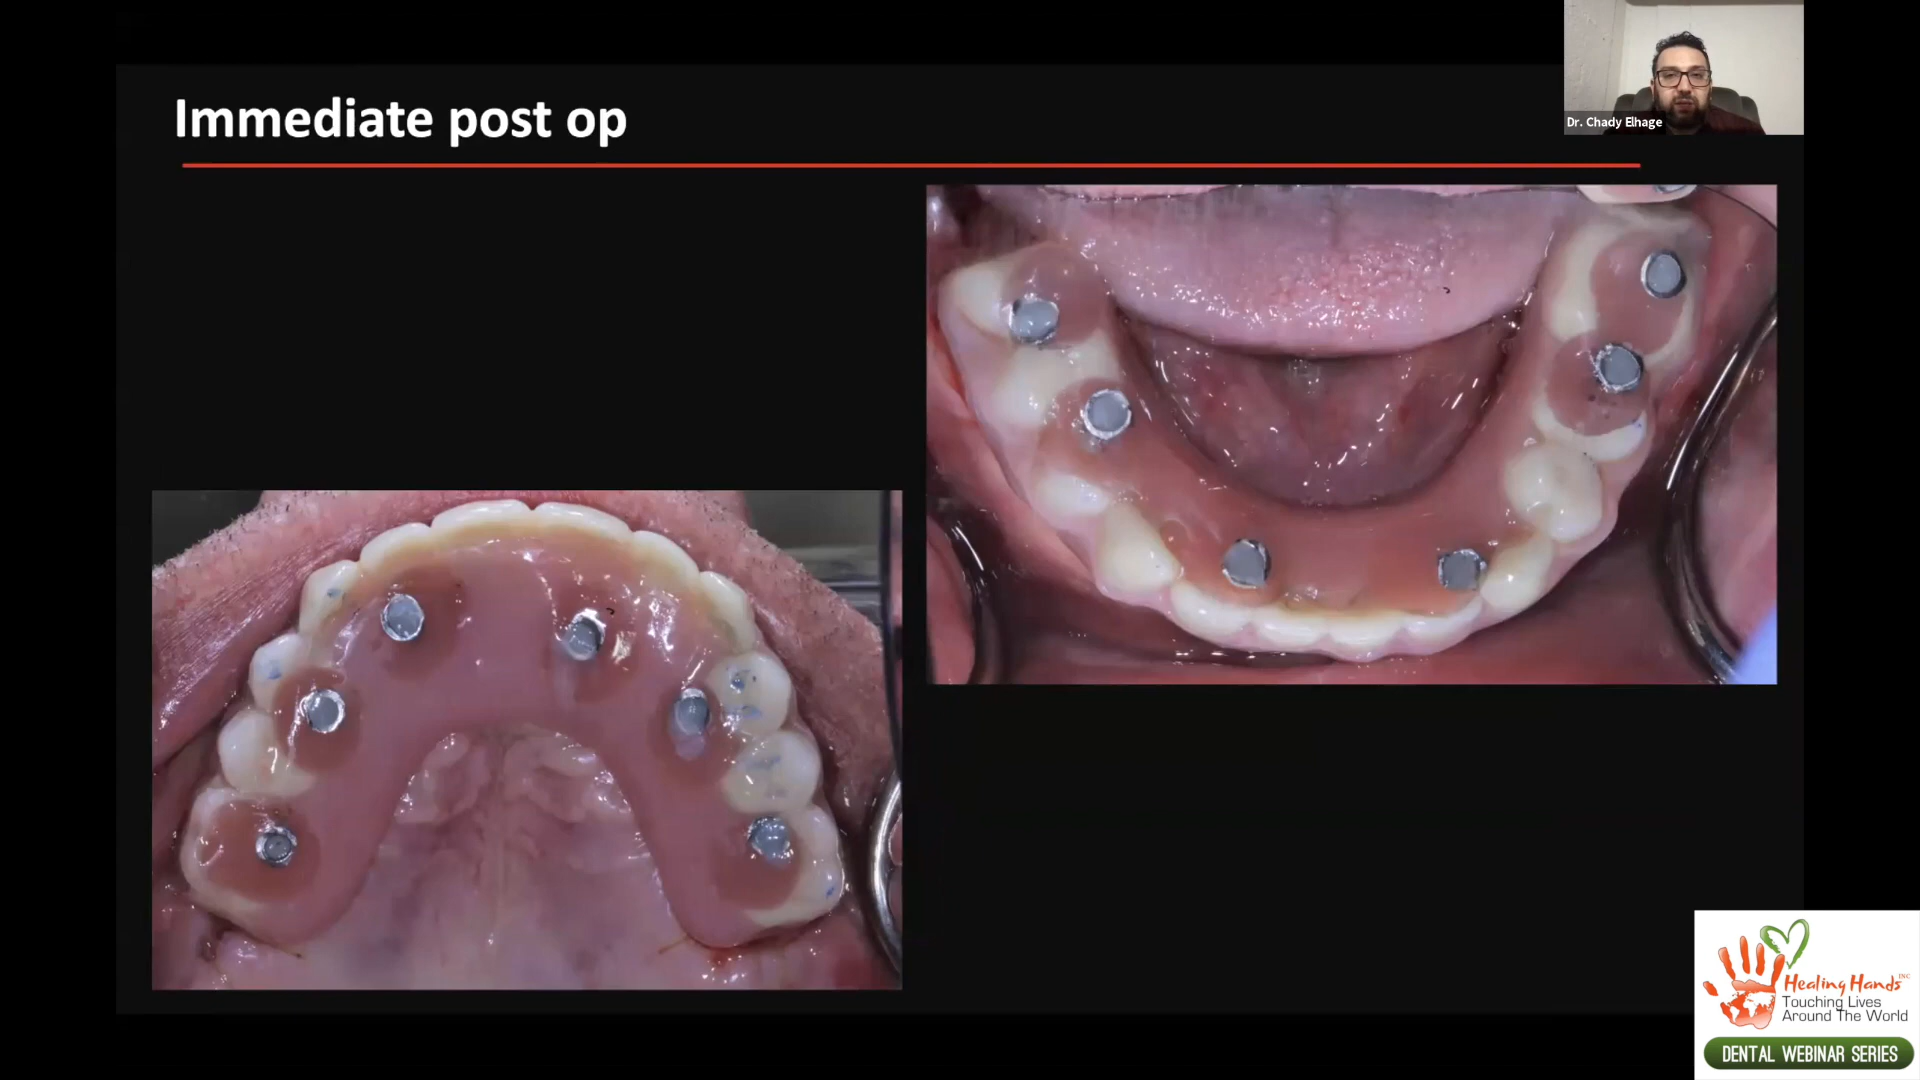 Immediate post op
Dr. Chady Elhage
Healing Hands INC
Touching Lives
Around The World
DENTAL WEBINAR SERIES